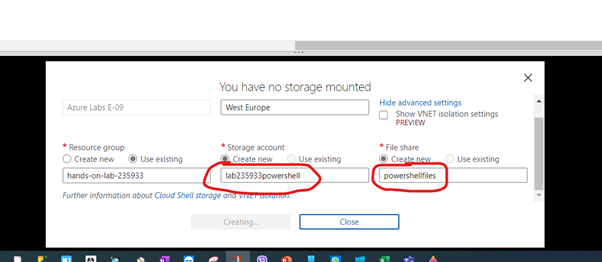 You have no storage mounted
Hide advanced settings
Azure Labs E-09
West Europe
Show VNET isolation settings
PREVIEW
* Resource group
Create new Use existing
hands-on-lab-235933
* Storage account
Create new Use existing
lab235933powershell
* File share
Create new Use existing
powershellfiles
Further information about Cloud Shell storage and VNET isolation.
Creating...
Close